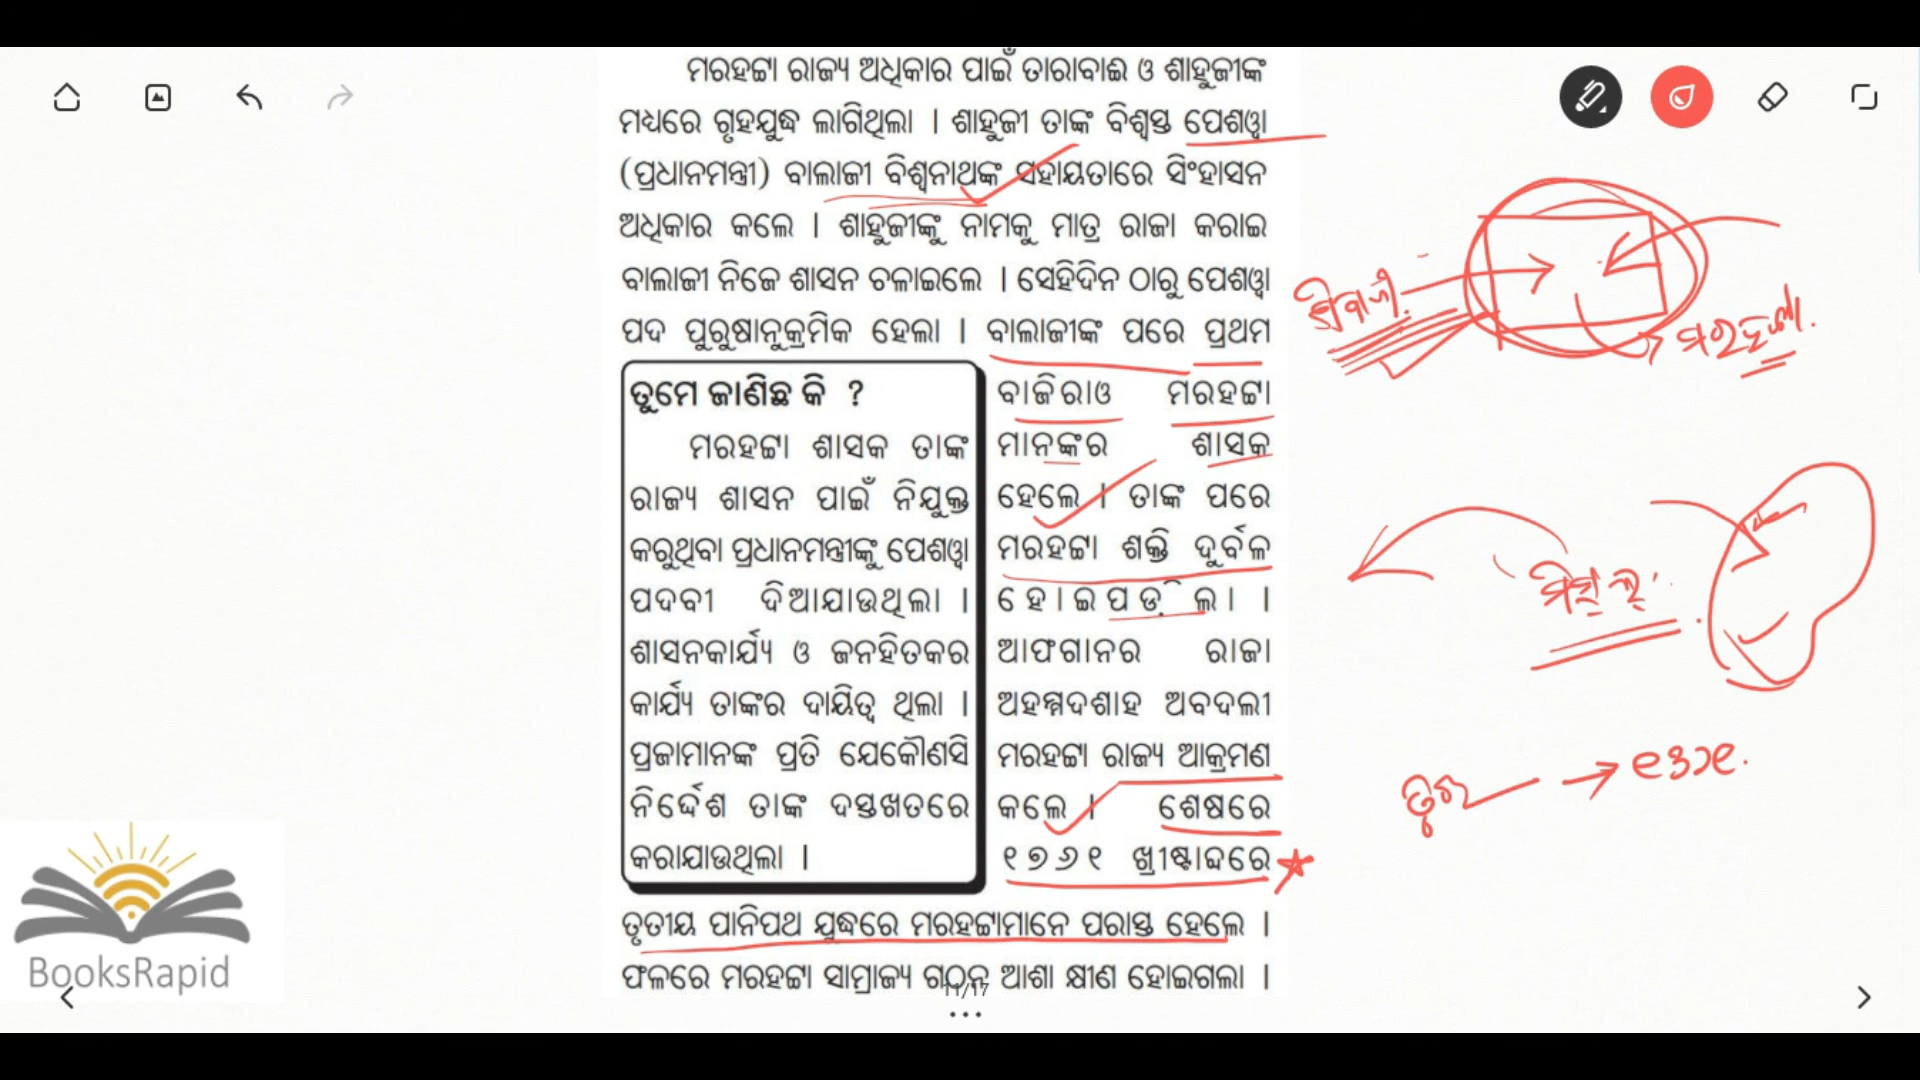 ମରହଟ୍ଟା ରାଜ୍ୟ ଅଧିକାର ପାଇଁ ତାରାବାଈ ଓ ଶାହୁଜୀଙ୍କ
ମଧ୍ୟରେ ଗୃହଯୁଦ୍ଧ ଲାଗିଥିଲା । ଶାହୁଜୀ ତାଙ୍କ ବିଶ୍ୱସ୍ତ ପେଶୱା
(ପ୍ରଧାନମନ୍ତ୍ରୀ) ବାଲାଜୀ ବିଶ୍ୱନାଥଙ୍କ ସହାୟତାରେ ସିଂହାସନ
ଅଧିକାର କଲେ । ଶାହୁଜୀଙ୍କୁ ନାମକୁ ମାତ୍ର ରାଜା କରାଇ
ବାଲାଜୀ ନିଜେ ଶାସନ ଚଳାଇଲେ । ସେହିଦିନ ଠାରୁ ପେଶୱା
ପଦ ପୁରୁଷାନୁକ୍ରମିକ ହେଲା । ବାଲାଜୀଙ୍କ ପରେ ପ୍ରଥମ
ବାଜିରାଓ ମରହଟ୍ଟା
ମାନଙ୍କର ଶାସକ
ହେଲେ । ତାଙ୍କ ପରେ
ମରହଟ୍ଟା ଶକ୍ତି ଦୁର୍ବଳ
ହୋଇପଡ଼ିଲା ।
ଆଫଗାନର ରାଜା
ଅହମ୍ମଦଶାହ ଅବଦଲୀ
ମରହଟ୍ଟା ରାଜ୍ୟ ଆକ୍ରମଣ
କଲେ । ଶେଷରେ
୧୭୬୧ ଖ୍ରୀଷ୍ଟାବ୍ଦରେ
ତୃତୀୟ ପାନିପଥ ଯୁଦ୍ଧରେ ମରହଟ୍ଟାମାନେ ପରାସ୍ତ ହେଲେ ।
ଫଳରେ ମରହଟ୍ଟା ସାମ୍ରାଜ୍ୟ ଗଠନ ଆଶା କ୍ଷୀଣ ହୋଇଗଲା ।
ତୁମେ ଜାଣିଛ କି ?
ମରହଟ୍ଟା ଶାସକ ତାଙ୍କ
ରାଜ୍ୟ ଶାସନ ପାଇଁ ନିଯୁକ୍ତ
କରୁଥିବା ପ୍ରଧାନମନ୍ତ୍ରୀଙ୍କୁ ପେଶୱା
ପଦବୀ ଦିଆଯାଉଥିଲା ।
ଶାସନକାର୍ଯ୍ୟ ଓ ଜନହିତକର
କାର୍ଯ୍ୟ ତାଙ୍କର ଦାୟିତ୍ୱ ଥିଲା ।
ପ୍ରଜାମାନଙ୍କ ପ୍ରତି ଯେକୌଣସି
ନିର୍ଦ୍ଦେଶ ତାଙ୍କ ଦସ୍ତଖତରେ
କରାଯାଉଥିଲା ।
ଶିବାଜୀ
BooksRapid
11/17